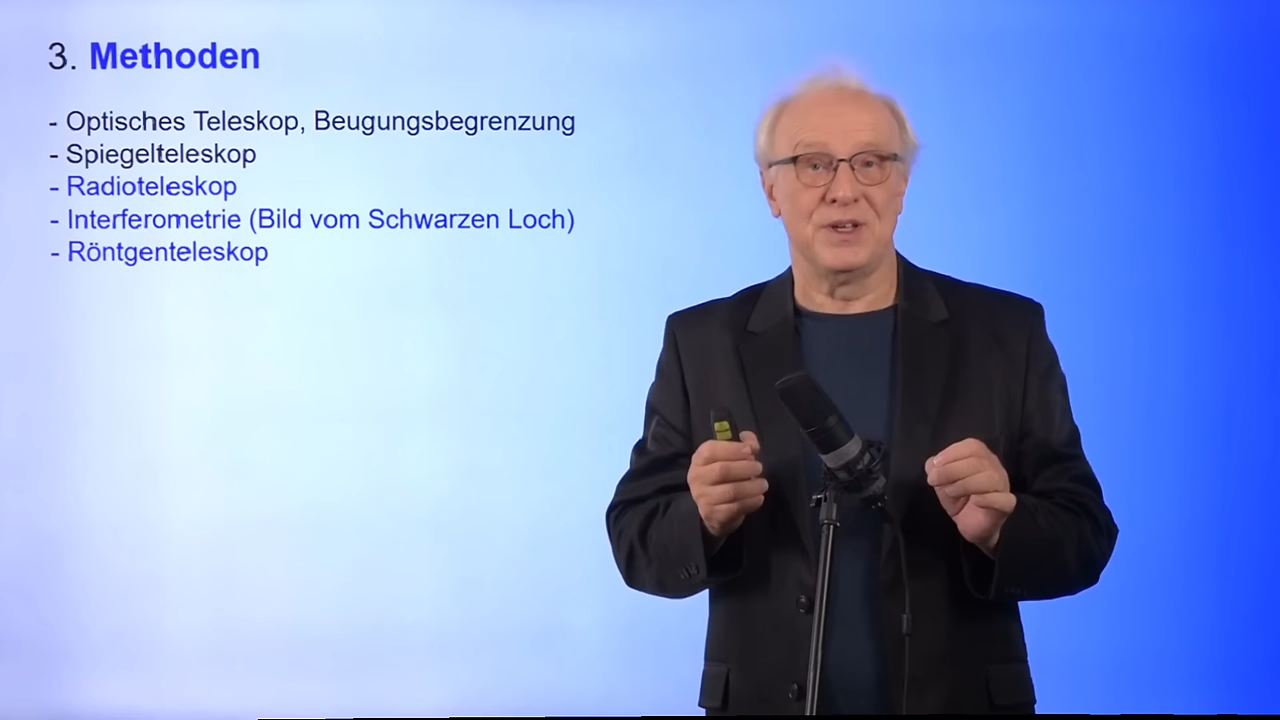 3. Methoden
- Optisches Teleskop, Beugungsbegrenzung
- Spiegelteleskop
- Radioteleskop
- Interferometrie (Bild vom Schwarzen Loch)
- Röntgenteleskop